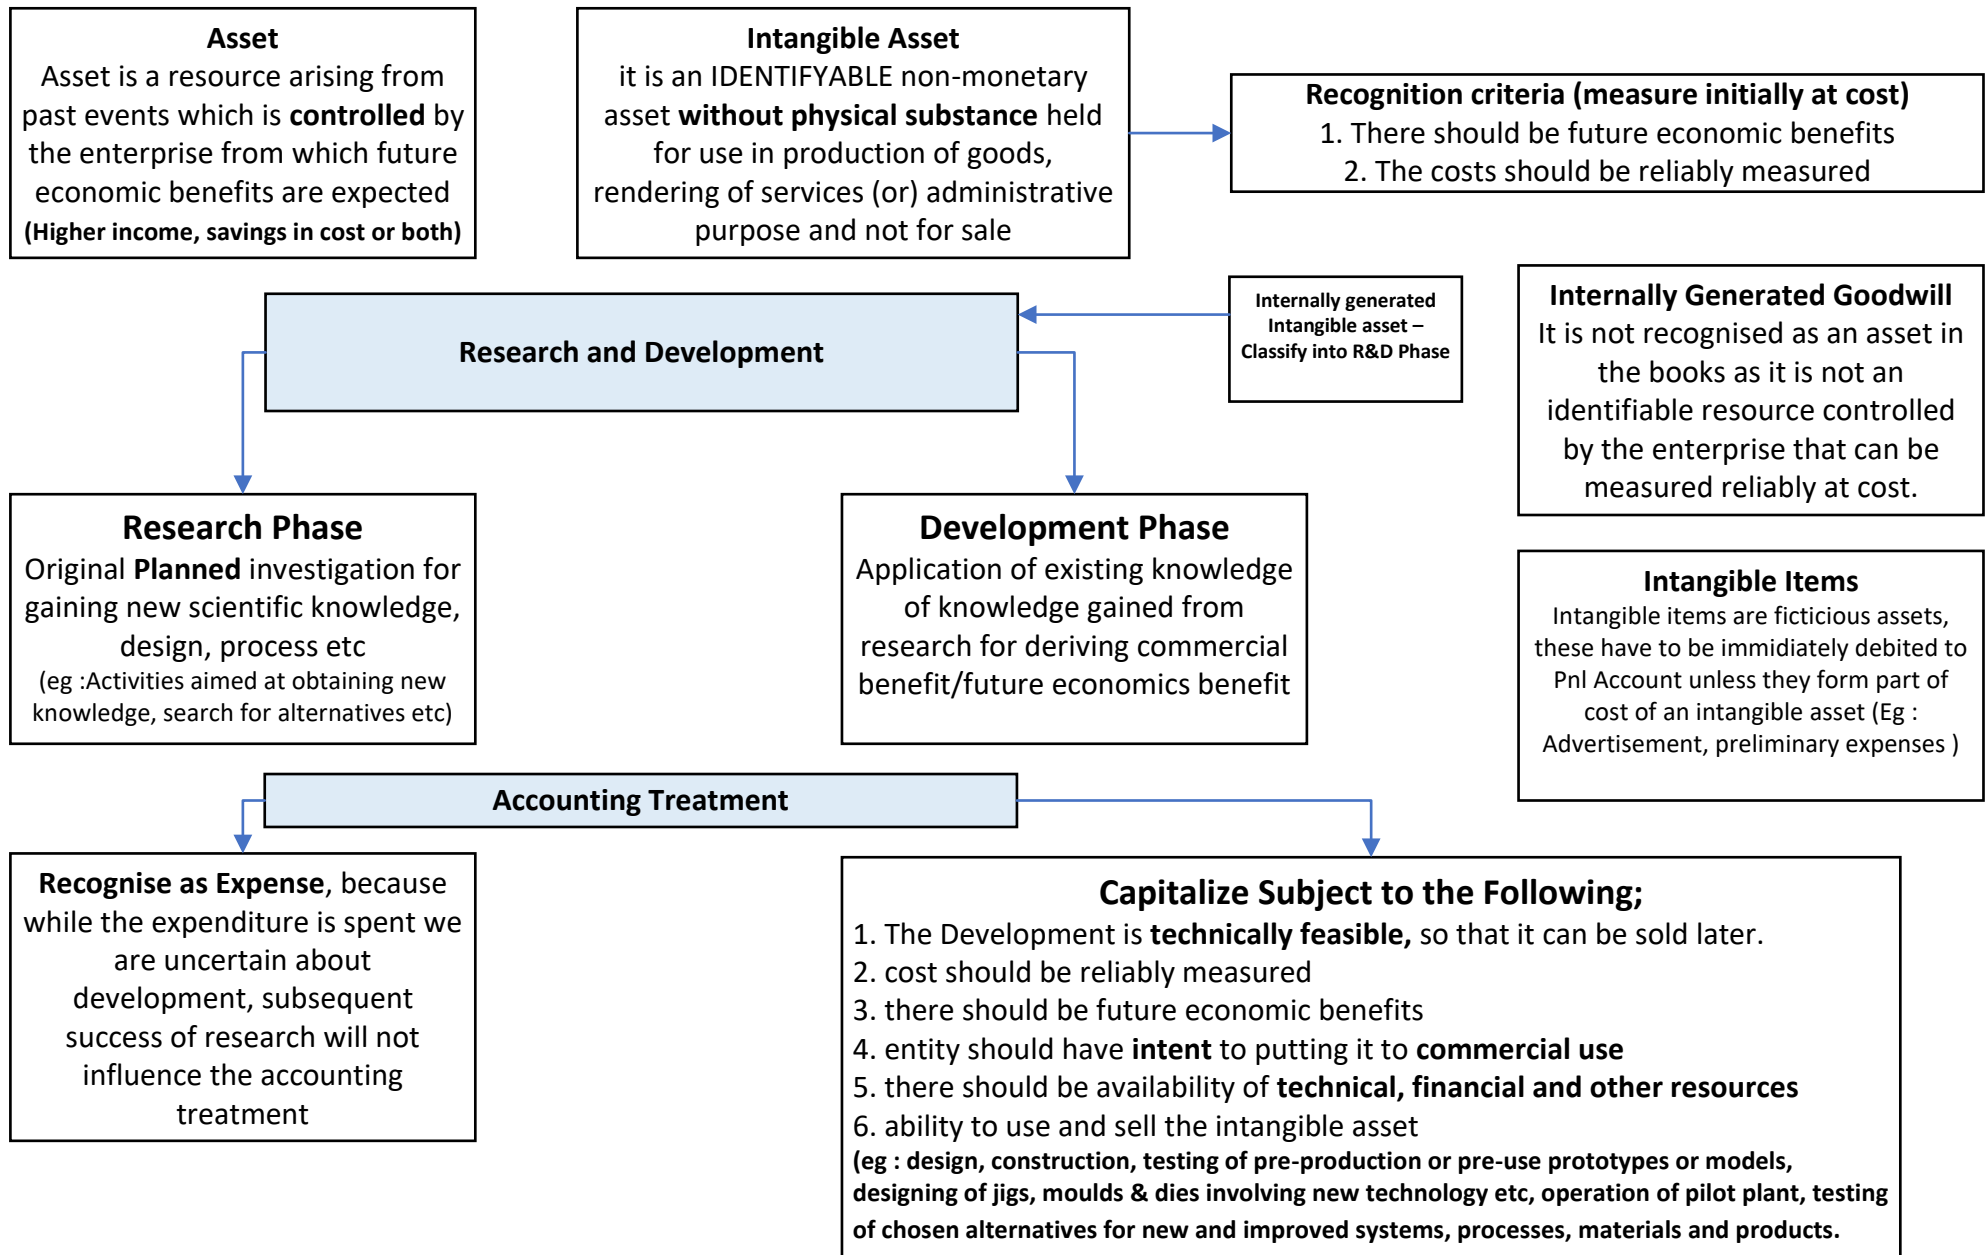 Asset
Asset is a resource arising from
past events which is controlled by
the enterprise from which future
economic benefits are expected
(Higher income, savings in cost or both)
Intangible Asset
it is an IDENTIFYABLE non-monetary
asset without physical substance held
for use in production of goods,
rendering of services (or) administrative
purpose and not for sale
Recognition criteria (measure initially at cost)
1. There should be future economic benefits
2. The costs should be reliably measured
Research and Development
Internally generated
Intangible asset –
Classify into R&D Phase
Internally Generated Goodwill
It is not recognised as an asset in
the books as it is not an
identifiable resource controlled
by the enterprise that can be
measured reliably at cost.
Research Phase
Original Planned investigation for
gaining new scientific knowledge,
design, process etc
(eg :Activities aimed at obtaining new
knowledge, search for alternatives etc)
Development Phase
Application of existing knowledge
of knowledge gained from
research for deriving commercial
benefit/future economics benefit
Intangible Items
Intangible items are ficticious assets,
these have to be immidiately debited to
Pnl Account unless they form part of
cost of an intangible asset (Eg :
Advertisement, preliminary expenses )
Accounting Treatment
Recognise as Expense, because
while the expenditure is spent we
are uncertain about
development, subsequent
success of research will not
influence the accounting
treatment
Capitalize Subject to the Following;
1. The Development is technically feasible, so that it can be sold later.
2. cost should be reliably measured
3. there should be future economic benefits
4. entity should have intent to putting it to commercial use
5. there should be availability of technical, financial and other resources
6. ability to use and sell the intangible asset
(eg : design, construction, testing of pre-production or pre-use prototypes or models,
designing of jigs, moulds & dies involving new technology etc, operation of pilot plant, testing
of chosen alternatives for new and improved systems, processes, materials and products.